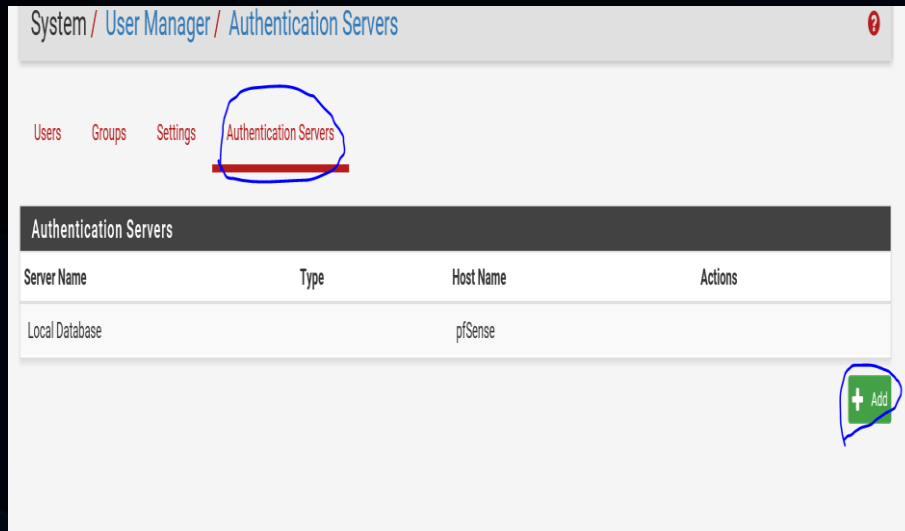 System / User Manager / Authentication Servers
Users Groups Settings Authentication Servers
Authentication Servers
Server Name Type Host Name Actions
Local Database pfSense
Add